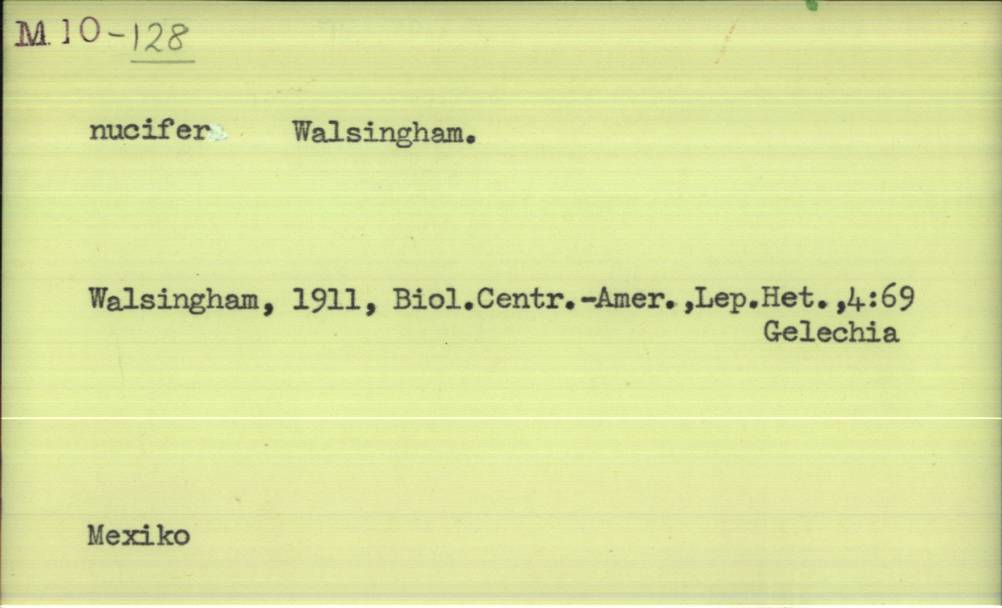 M 10-128
nucifer Walsingham.
Walsingham, 1911, Biol.Centr.-Amer.,Lep.Het.,4:69
Gelechia
Mexiko